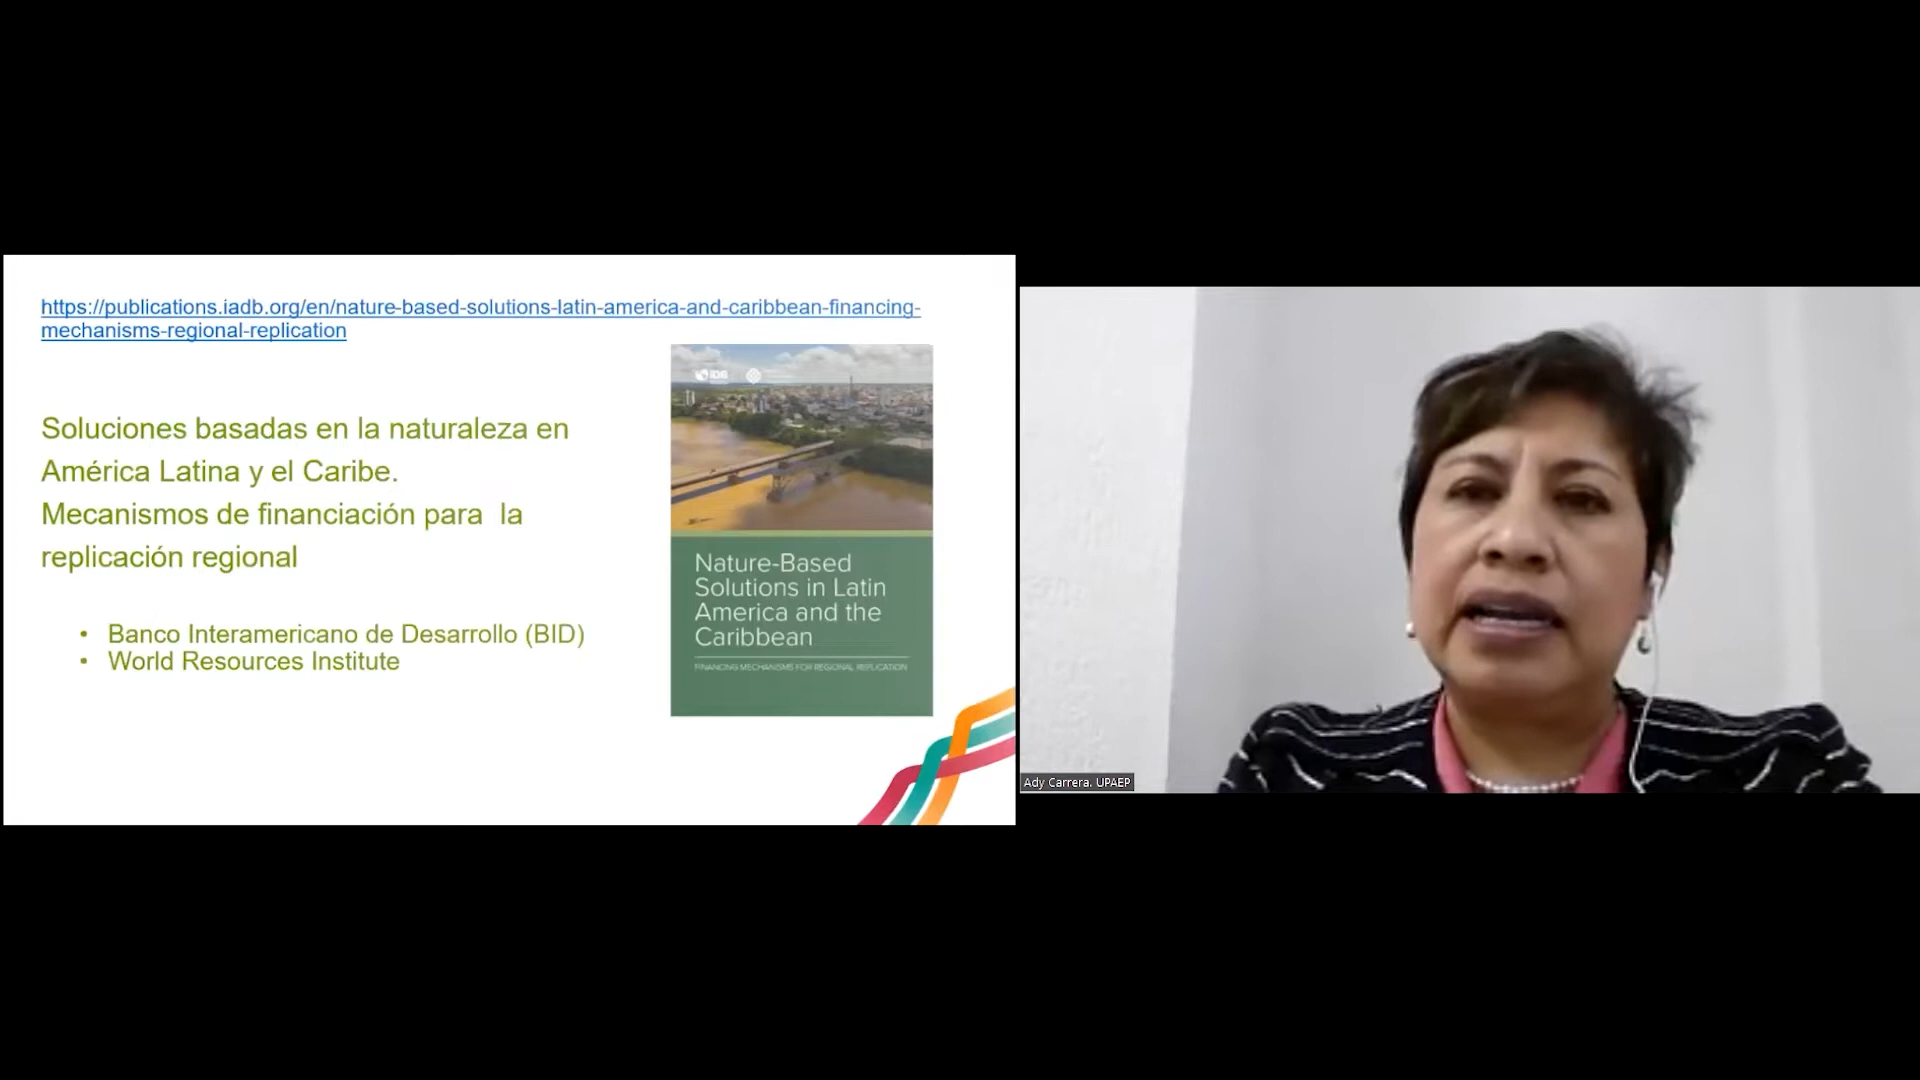 https://publications.iadb.org/en/nature-based-solutions-latin-america-and-caribbean-financing-
mechanisms-regional-replication
Soluciones basadas en la naturaleza en
América Latina y el Caribe.
Mecanismos de financiación para  la
replicación regional
• Banco Interamericano de Desarrollo (BID)
• World Resources Institute
IDB
Nature-Based
Solutions in Latin
America and the
Caribbean
FINANCING MECHANISMS FOR REGIONAL REPLICATION
Ady Carrera. UPAEP